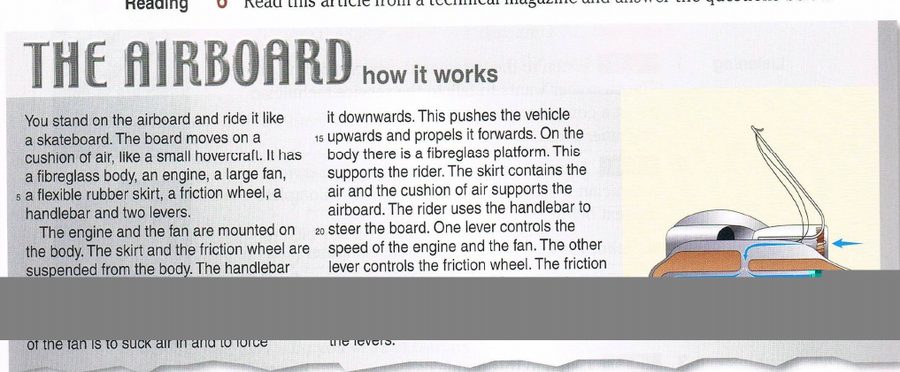 Reading 6 Read this article from a technical magazine and answer the questions
THE AIRBOARD how it works
You stand on the airboard and ride it like
a skateboard. The board moves on a
cushion of air, like a small hovercraft. It has
a fibreglass body, an engine, a large fan,
5 a flexible rubber skirt, a friction wheel, a
handlebar and two levers.
The engine and the fan are mounted on
the body. The skirt and the friction wheel are
suspended from the body. The handlebar
of the fan is to suck air in and to force
it downwards. This pushes the vehicle
15 upwards and propels it forwards. On the
body there is a fibreglass platform. This
supports the rider. The skirt contains the
air and the cushion of air supports the
airboard. The rider uses the handlebar to
20 steer the board. One lever controls the
speed of the engine and the fan. The other
lever controls the friction wheel. The friction
the levers.